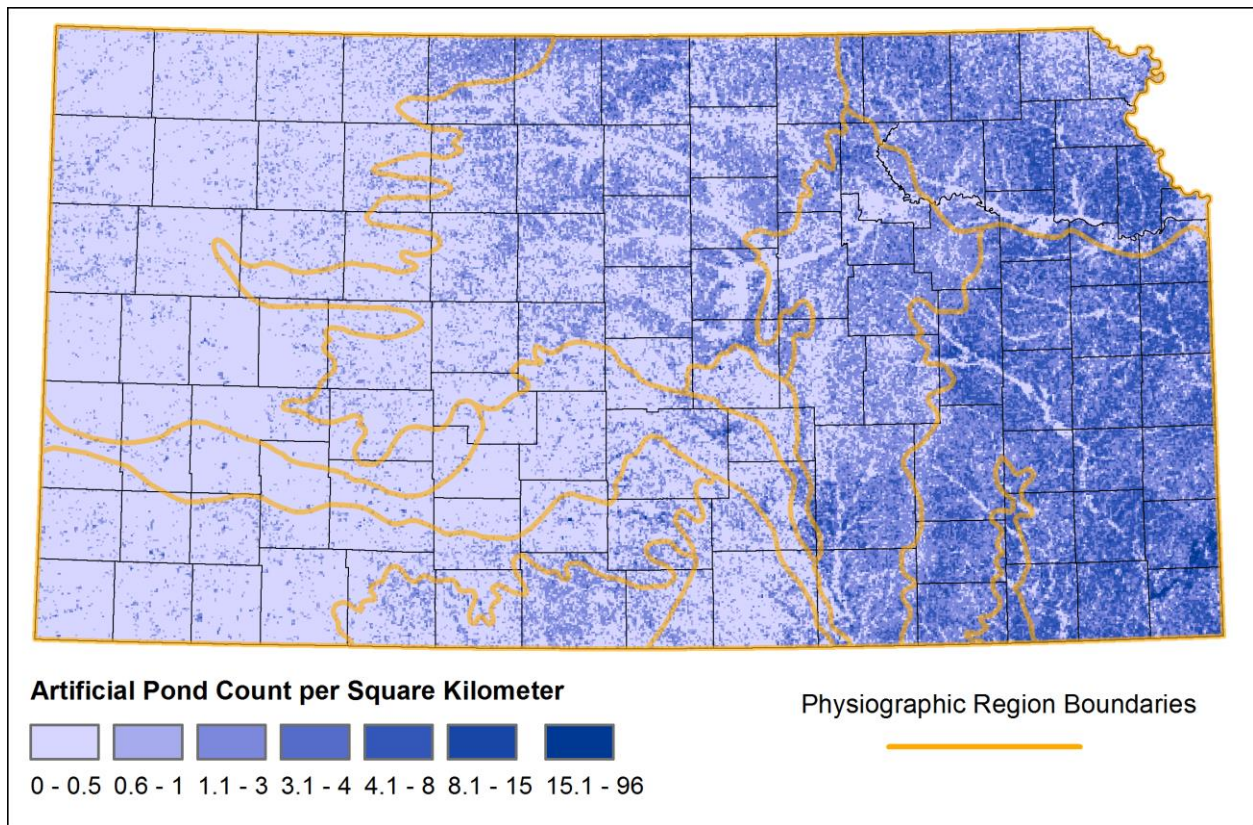 Artificial Pond Count per Square Kilometer
0 - 0.5 0.6 - 1 1.1 - 3 3.1 - 4 4.1 - 8 8.1 - 15 15.1 - 96
Physiographic Region Boundaries